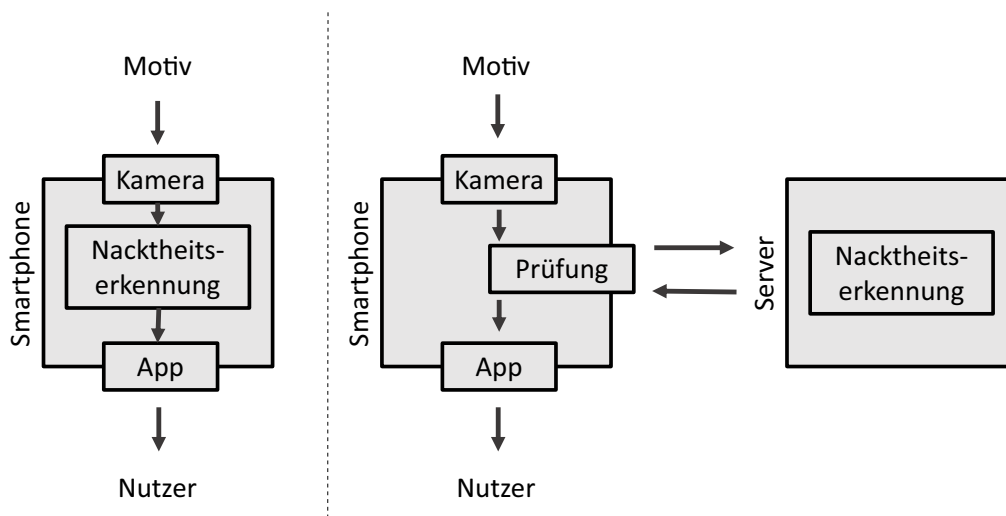 Motiv
Smartphone
Kamera
Nacktheits-
erkennung
App
Nutzer
Motiv
Smartphone
Kamera
Prüfung
App
Nutzer
Server
Nacktheits-
erkennung